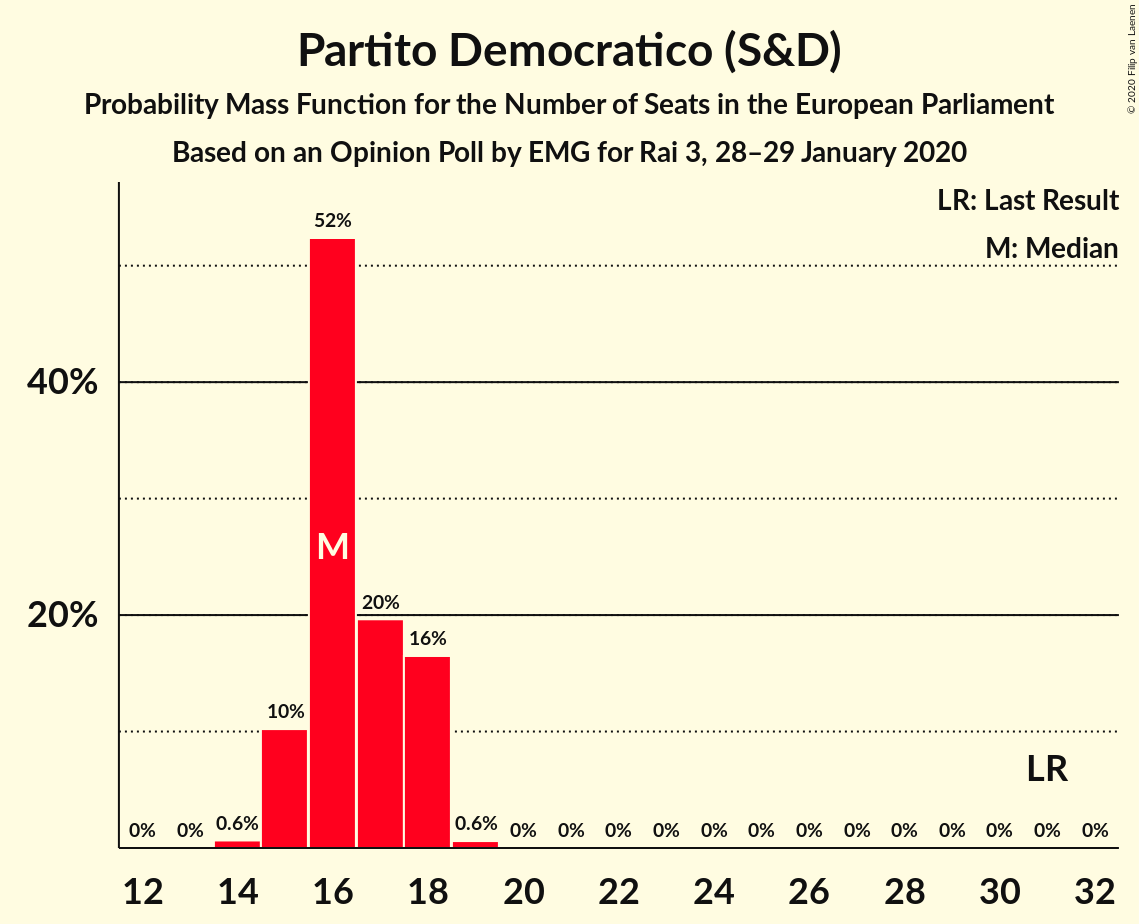 Partito Democratico (S&D)
Probability Mass Function for the Number of Seats in the European Parliament
Based on an Opinion Poll by EMG for Rai 3, 28–29 January 2020
© 2020 Filip van Laenen
LR: Last Result
M: Median
52%
40%
M
20%
20%
16%
10%
LR
0% 0% 0.6% 0.6% 0% 0% 0% 0% 0% 0% 0% 0% 0% 0% 0% 0% 0%
12 14 16 18 20 22 24 26 28 30 32